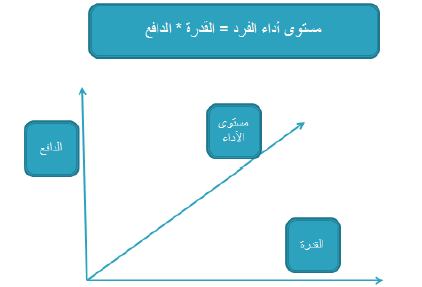 مستوى أداء الفرد = القدرة * الدافع
مستوى
الأداء
الدافع
القدرة